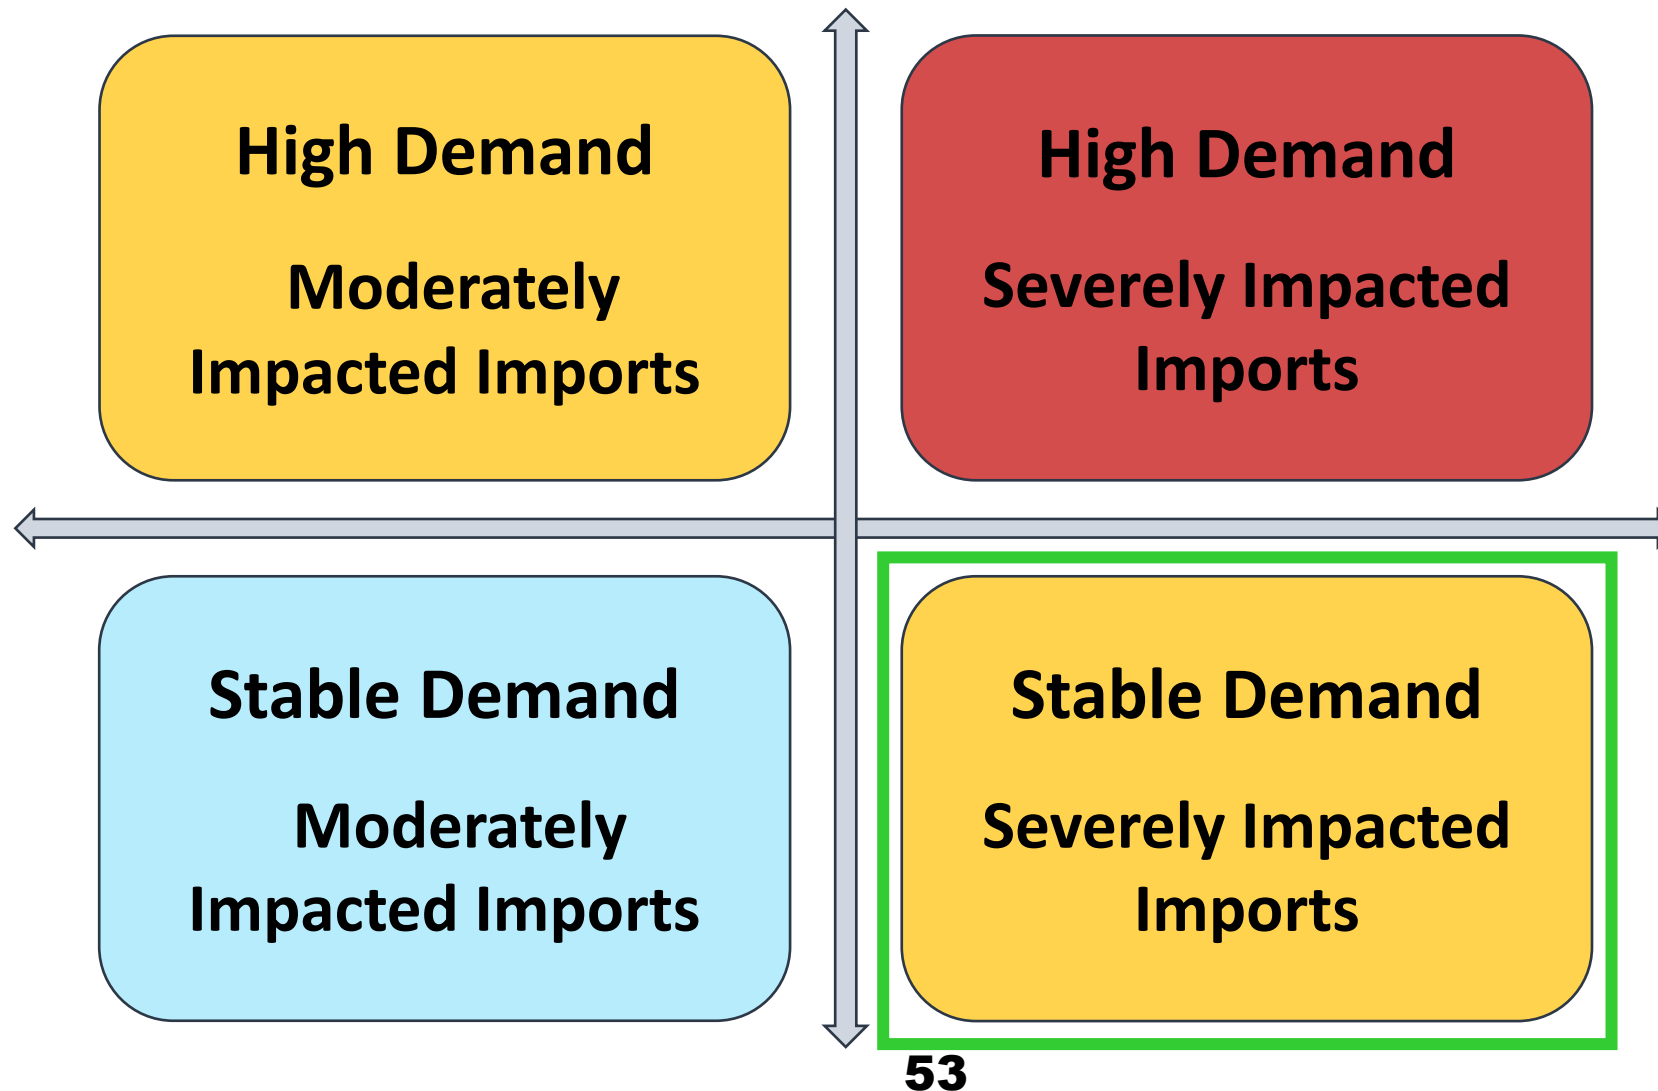 High Demand
Moderately
Impacted Imports
High Demand
Severely Impacted
Imports
Stable Demand
Moderately
Impacted Imports
Stable Demand
Severely Impacted
Imports
53